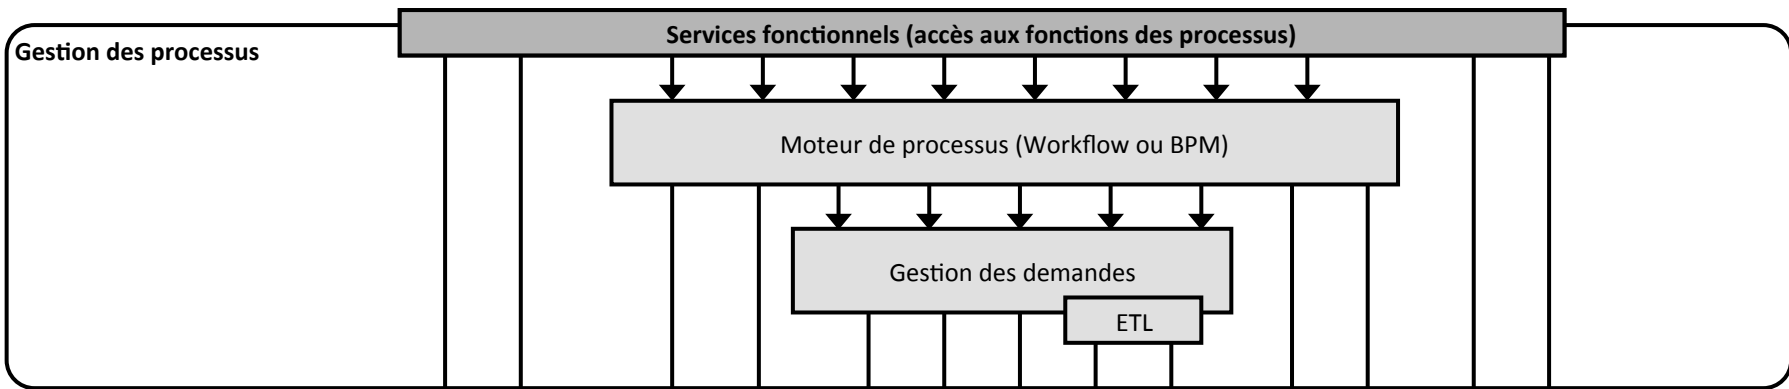 Services fonctionnels (accès aux fonctions des processus)
Gestion des processus
Moteur de processus (Workflow ou BPM)
Gestion des demandes
ETL